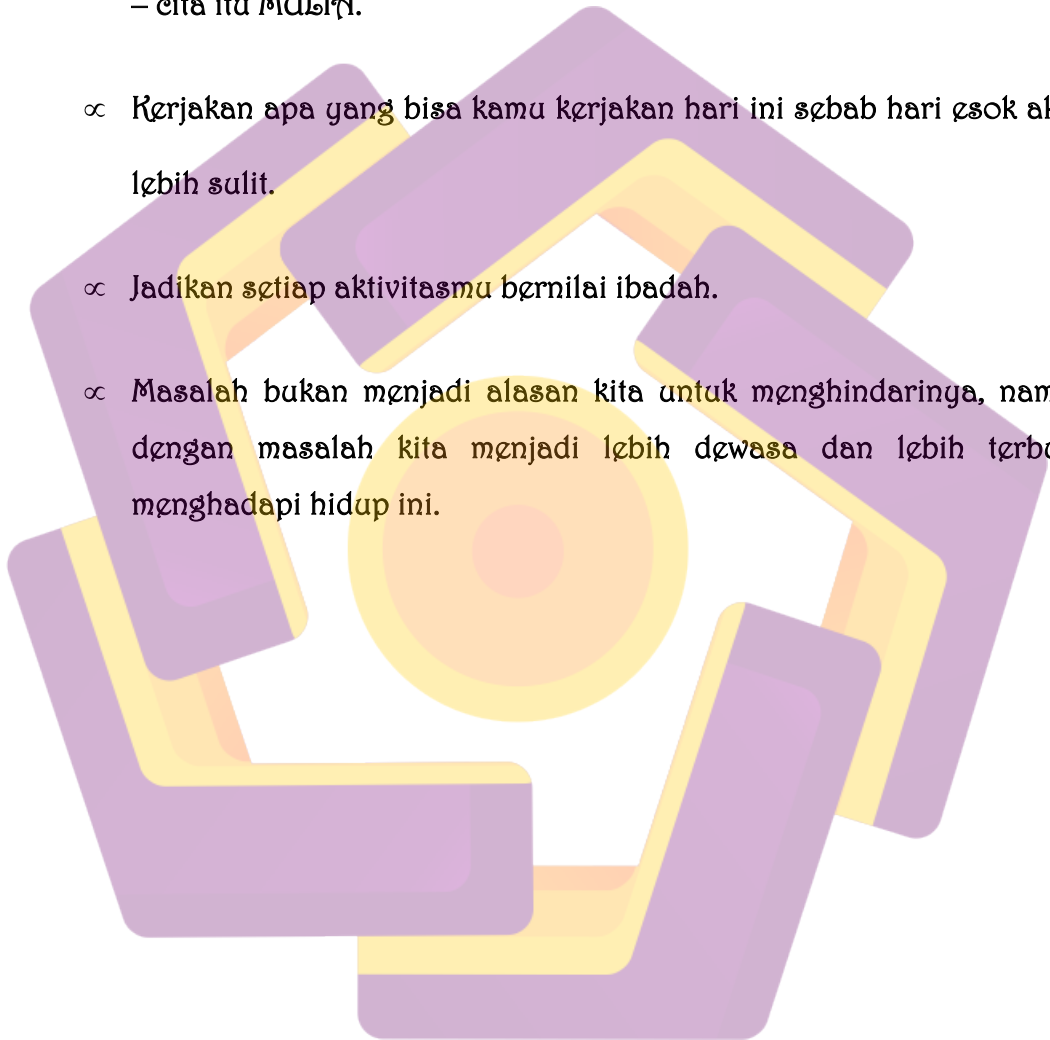 – cita itu MULIA.
∝ Kerjakan apa yang bisa kamu kerjakan hari ini sebab hari esok
lebih sulit.
∝ Jadikan setiap aktivitasmu bernilai ibadah.
∝ Masalah bukan menjadi alasan kita untuk menghindarinya,
dengan masalah kita menjadi lebih dewasa dan lebih
menghadapi hidup ini.